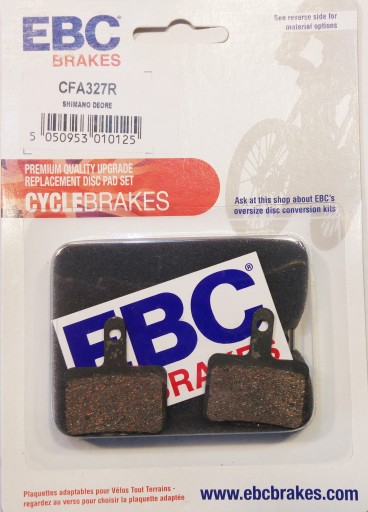 EBC
BRAKES
See reverse side for
material options
CFA327R
SHIMANO DEORE
5 050953 010125
PREMIUM QUALITY UPGRADE
REPLACEMENT DISC PAD SET
CYCLEBRAKES
Ask at this shop about EBC's
oversize disc conversion kits
EBC®
BRAKES
Plaquettes adaptables pour Vélos Tout Terrains -
regardez au verso pour choisir la plaquette adaptée
www.ebcbrakes.com